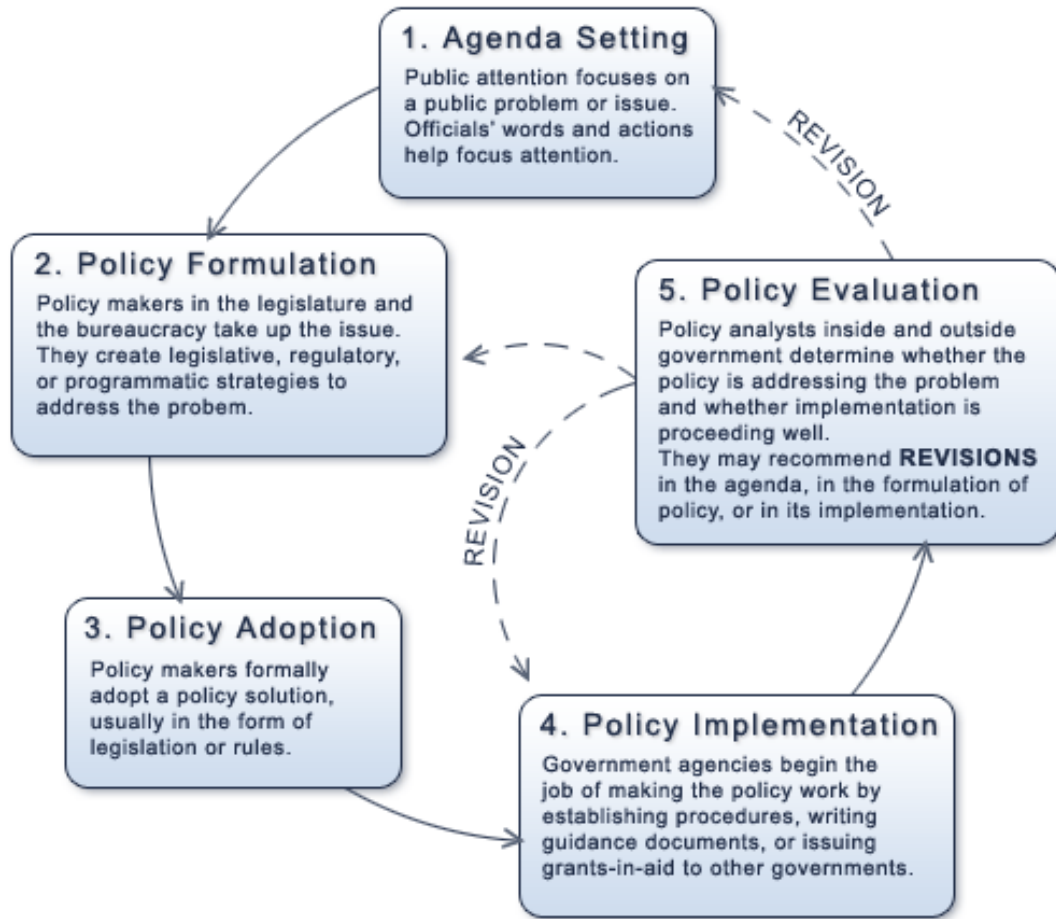 1. Agenda Setting
Public attention focuses on
a public problem or issue.
Officials' words and actions
help focus attention.
REVISION
2. Policy Formulation
Policy makers in the legislature and
the bureaucracy take up the issue.
They create legislative, regulatory,
or programmatic strategies to
address the probem.
5. Policy Evaluation
Policy analysts inside and outside
government determine whether the
policy is addressing the problem
and whether implementation is
proceeding well.
They may recommend REVISIONS
in the agenda, in the formulation of
policy, or in its implementation.
REVISION
3. Policy Adoption
Policy makers formally
adopt a policy solution,
usually in the form of
legislation or rules.
4. Policy Implementation
Government agencies begin the
job of making the policy work by
establishing procedures, writing
guidance documents, or issuing
grants-in-aid to other governments.